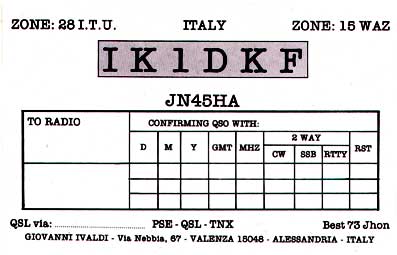 ZONE: 28 I.T.U. ITALY ZONE: 15 WAZ
IK1DKF
JN45HA
TO RADIO CONFIRMING QSO WITH:
D M Y GMT MHZ 2 WAY RST
CW SSB RTTY
QSL via: PSE - QSL - TNX Best 73 Jhon
GIOVANNI IVALDI - Via Nebbia, 67 - VALENZA 15048 - ALESSANDRIA - ITALY